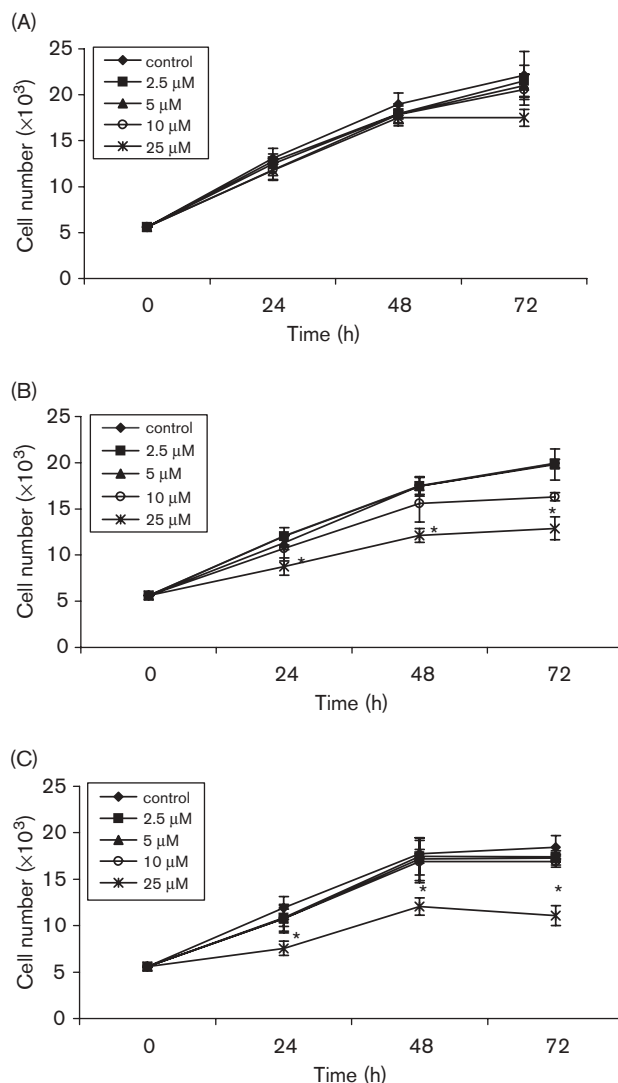 (A)
25
20
15
10
5
0
Cell number (×10³)
control
2.5 μM
5 μM
10 μM
25 μM
0 24 48 72
Time (h)
(B)
25
20
15
10
5
0
Cell number (×10³)
control
2.5 μM
5 μM
10 μM
25 μM
*
*
*
0 24 48 72
Time (h)
(C)
25
20
15
10
5
0
Cell number (×10³)
control
2.5 μM
5 μM
10 μM
25 μM
*
*
*
0 24 48 72
Time (h)